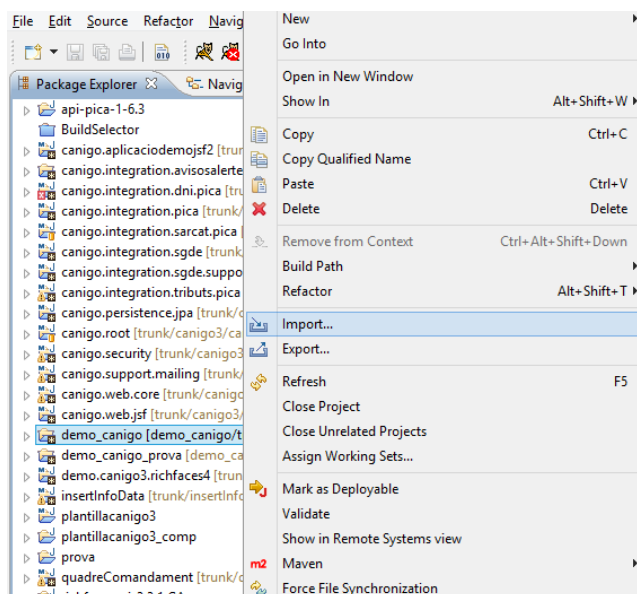 File Edit Source Refactor Navig
Package Explorer Navig
api-pica-1-6.3
BuildSelector
canigo.aplicaciodemojsf2 [trur
canigo.integration.avisosalerte
canigo.integration.dni.pica [tru
canigo.integration.pica [trunk/
canigo.integration.sarcat.pica [
canigo.integration.sgde [trunk
canigo.integration.sgde.suppo
canigo.integration.tributs.pica
canigo.persistence.jpa [trunk/c
canigo.root [trunk/canigo3/ca
canigo.security [trunk/canigo3
canigo.support.mailing [trunk/
canigo.web.core [trunk/canigo
canigo.web.jsf [trunk/canigo3/
demo_canigo [demo_canigo/t
demo_canigo_prova [demo_ca
demo.canigo3.richfaces4 [trun
insertInfoData [trunk/insertInfo
plantillacanigo3
plantillacanigo3_comp
prova
quadreComandament [trunk/c
New
Go Into
Open in New Window
Show In Alt+Shift+W
Copy Ctrl+C
Copy Qualified Name
Paste Ctrl+V
Delete Delete
Remove from Context Ctrl+Alt+Shift+Down
Build Path
Refactor Alt+Shift+T
Import...
Export...
Refresh F5
Close Project
Close Unrelated Projects
Assign Working Sets...
Mark as Deployable
Validate
Show in Remote Systems view
m2 Maven
Force File Synchronization